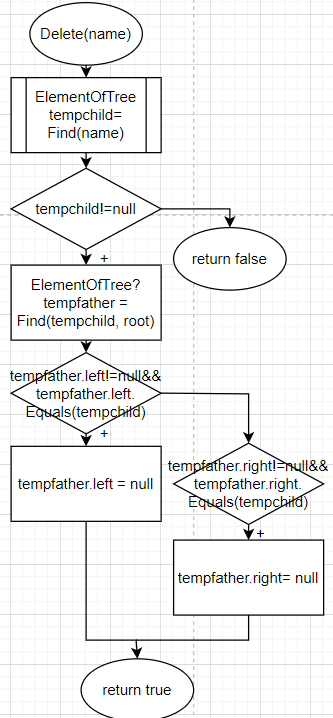 Delete(name)
ElementOfTree
tempchild=
Find(name)
tempchild!=null
+
return false
ElementOfTree?
tempfather =
Find(tempchild, root)
tempfather.left!=null&&
tempfather.left.
Equals(tempchild)
+
tempfather.left = null
tempfather.right!=null&&
tempfather.right.
Equals(tempchild)
+
tempfather.right= null
return true